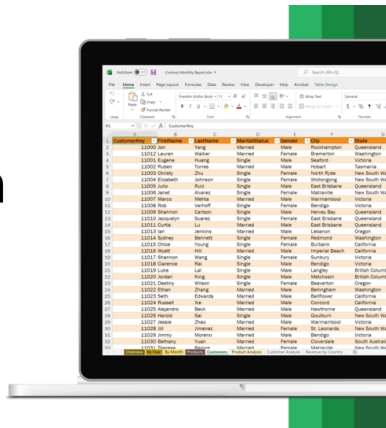 AutoSave Off Contoso Monthly Report.xlsx Search (Alt+Q)
File Home Insert Page Layout Formulas Data Review View Developer Help Acrobat Table Design
Cut
Copy
Format Painter
Paste
Franklin Gothic Book 11
Wrap Text
General
Undo Clipboard Font Alignment Number
A1 CustomerKey
CustomerKey FirstName LastName MaritalStatus Gender City State
11000 Jon Yang Married Male Rockhampton Queensland
11012 Lauren Walker Married Female Bremerton Washington
11001 Eugene Huang Single Male Seaford Victoria
11002 Ruben Torres Married Male Hobart Tasmania
11003 Christy Zhu Single Female North Ryde New South Wa
11004 Elizabeth Johnson Single Female Wollongong New South Wa
11005 Julio Ruiz Single Male East Brisbane Queensland
11006 Janet Alvarez Single Female Matraville New South Wa
11007 Marco Mehta Married Male Warrnambool Victoria
11008 Rob Verhoff Single Female Bendigo Victoria
11009 Shannon Carlson Single Male Hervey Bay Queensland
11010 Jacquelyn Suarez Single Female East Brisbane Queensland
11011 Curtis Lu Married Male East Brisbane Queensland
11013 Ian Jenkins Married Male Lebanon Oregon
11014 Sydney Bennett Single Female Redmond Washington
11015 Chloe Young Single Female Burbank California
11016 Wyatt Hill Married Male Imperial Beach California
11017 Shannon Wang Single Female Sunbury Victoria
11018 Clarence Rai Single Male Bendigo Victoria
11019 Luke Lal Single Male Langley British Columi
11020 Jordan King Single Male Metchosin British Columi
11021 Destiny Wilson Single Female Beaverton Oregon
11022 Ethan Zhang Married Male Bellingham Washington
11023 Seth Edwards Married Male Bellflower California
11024 Russell Xie Married Male Concord California
11025 Alejandro Beck Married Male Hawthorne Queensland
11026 Harold Sai Single Male Goulburn New South Wa
11027 Jessie Zhao Married Male Warrnambool Victoria
11028 Jill Jimenez Married Female St. Leonards New South Wa
11029 Jimmy Moreno Married Male Bendigo Victoria
11030 Bethany Yuan Married Female Cloverdale South Australi
11031 Theresa Ramos Married Female Matraville New South Wa
Overview By Year By Month Products Customers Product Analysis Customer Analysis Revenue by Country